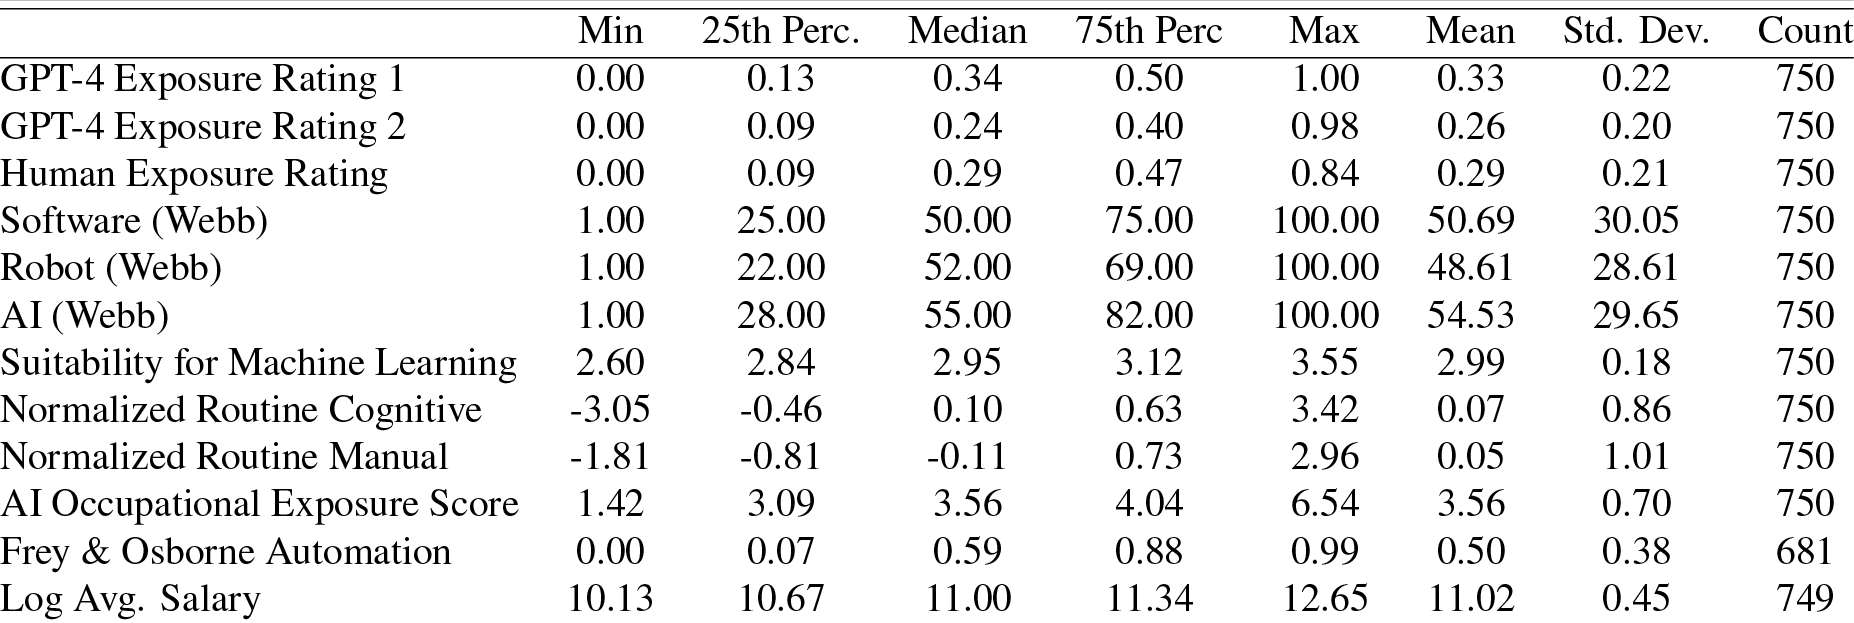 Min 25th Perc. Median 75th Perc Max Mean Std. Dev. Count
GPT-4 Exposure Rating 1 0.00 0.13 0.34 0.50 1.00 0.33 0.22 750
GPT-4 Exposure Rating 2 0.00 0.09 0.24 0.40 0.98 0.26 0.20 750
Human Exposure Rating 0.00 0.09 0.29 0.47 0.84 0.29 0.21 750
Software (Webb) 1.00 25.00 50.00 75.00 100.00 50.69 30.05 750
Robot (Webb) 1.00 22.00 52.00 69.00 100.00 48.61 28.61 750
AI (Webb) 1.00 28.00 55.00 82.00 100.00 54.53 29.65 750
Suitability for Machine Learning 2.60 2.84 2.95 3.12 3.55 2.99 0.18 750
Normalized Routine Cognitive -3.05 -0.46 0.10 0.63 3.42 0.07 0.86 750
Normalized Routine Manual -1.81 -0.81 -0.11 0.73 2.96 0.05 1.01 750
AI Occupational Exposure Score 1.42 3.09 3.56 4.04 6.54 3.56 0.70 750
Frey & Osborne Automation 0.00 0.07 0.59 0.88 0.99 0.50 0.38 681
Log Avg. Salary 10.13 10.67 11.00 11.34 12.65 11.02 0.45 749